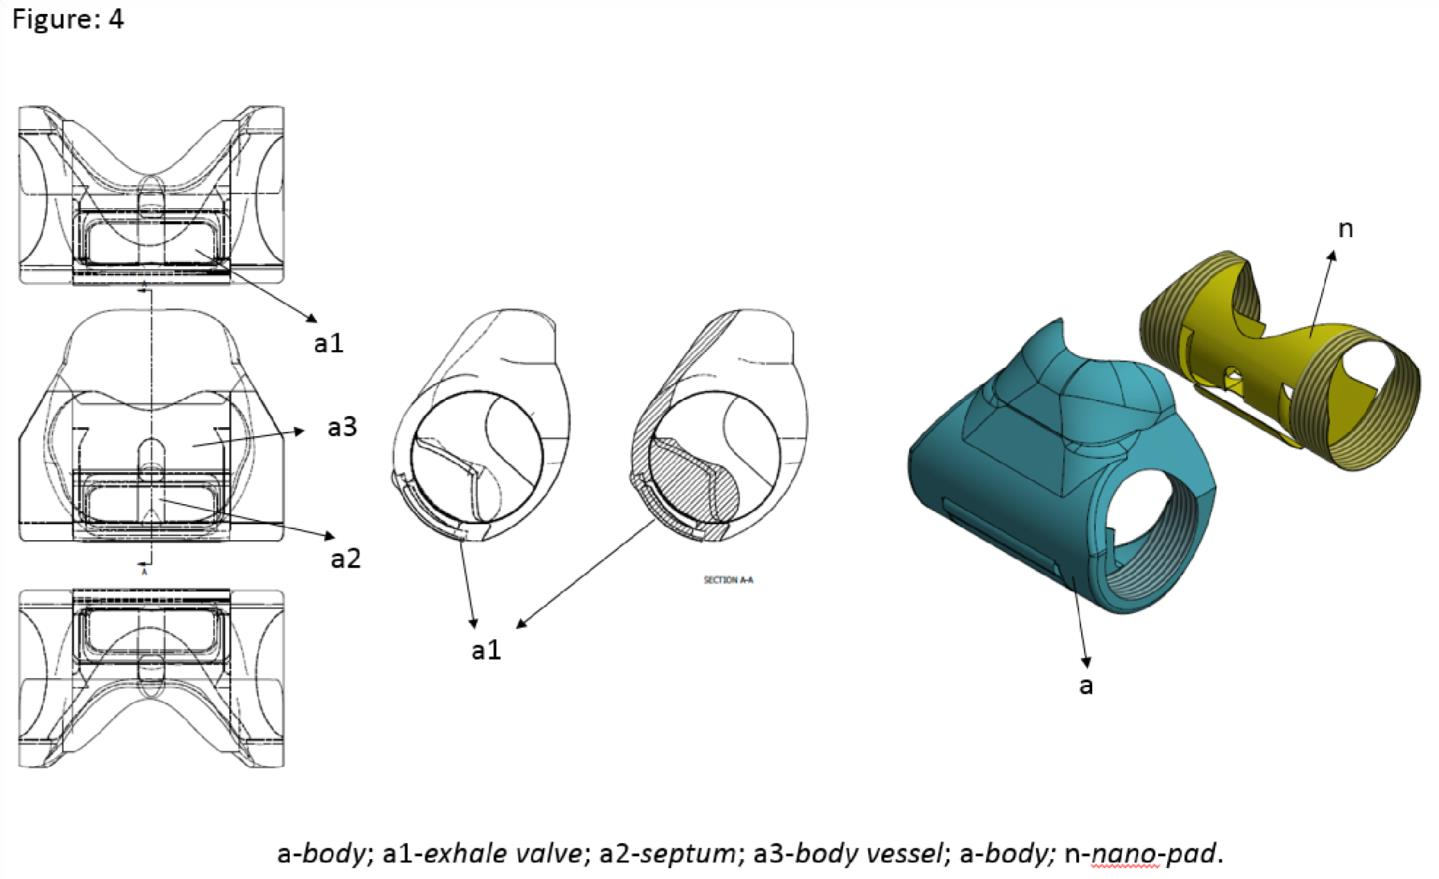 Figure: 4
n
a1
a3
a2
A
A
SECTION A-A
a1
a
a-body; a1-exhale valve; a2-septum; a3-body vessel; a-body; n-nano-pad.